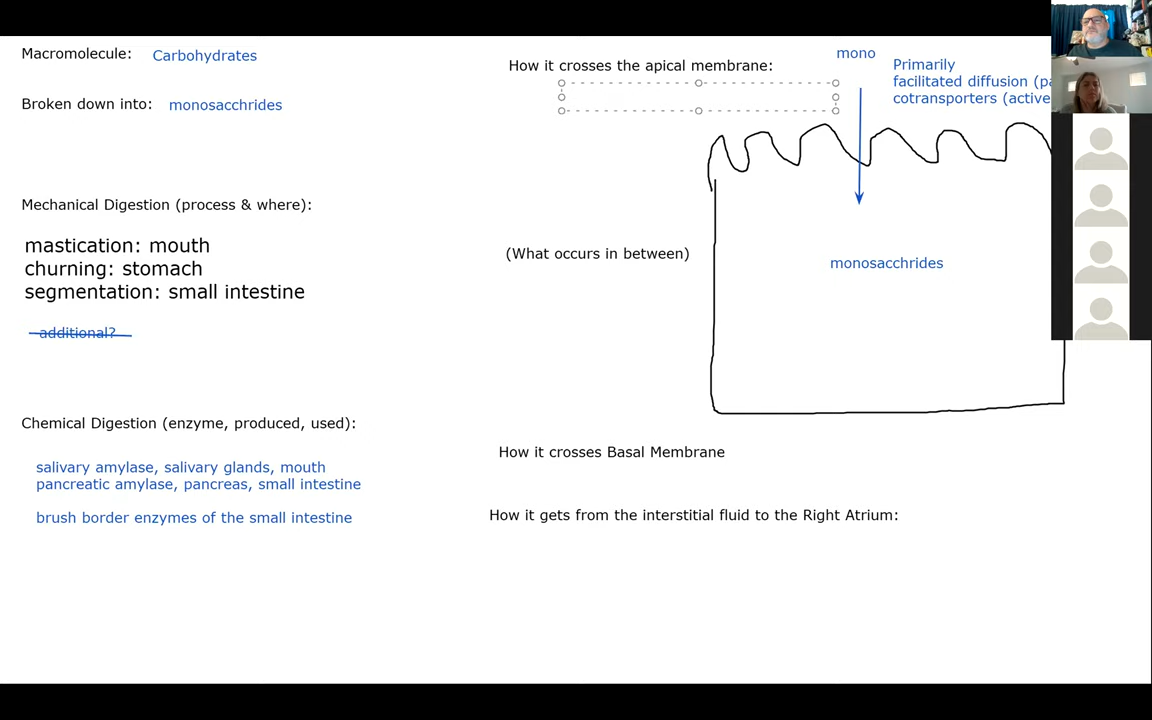 Macromolecule: Carbohydrates
Broken down into: monosacchrides
Mechanical Digestion (process & where):
mastication: mouth
churning: stomach
segmentation: small intestine
additional?
Chemical Digestion (enzyme, produced, used):
salivary amylase, salivary glands, mouth
pancreatic amylase, pancreas, small intestine
brush border enzymes of the small intestine
How it crosses the apical membrane:
mono
Primarily
facilitated diffusion
cotransporters (active
(What occurs in between)
monosacchrides
How it crosses Basal Membrane
How it gets from the interstitial fluid to the Right Atrium: